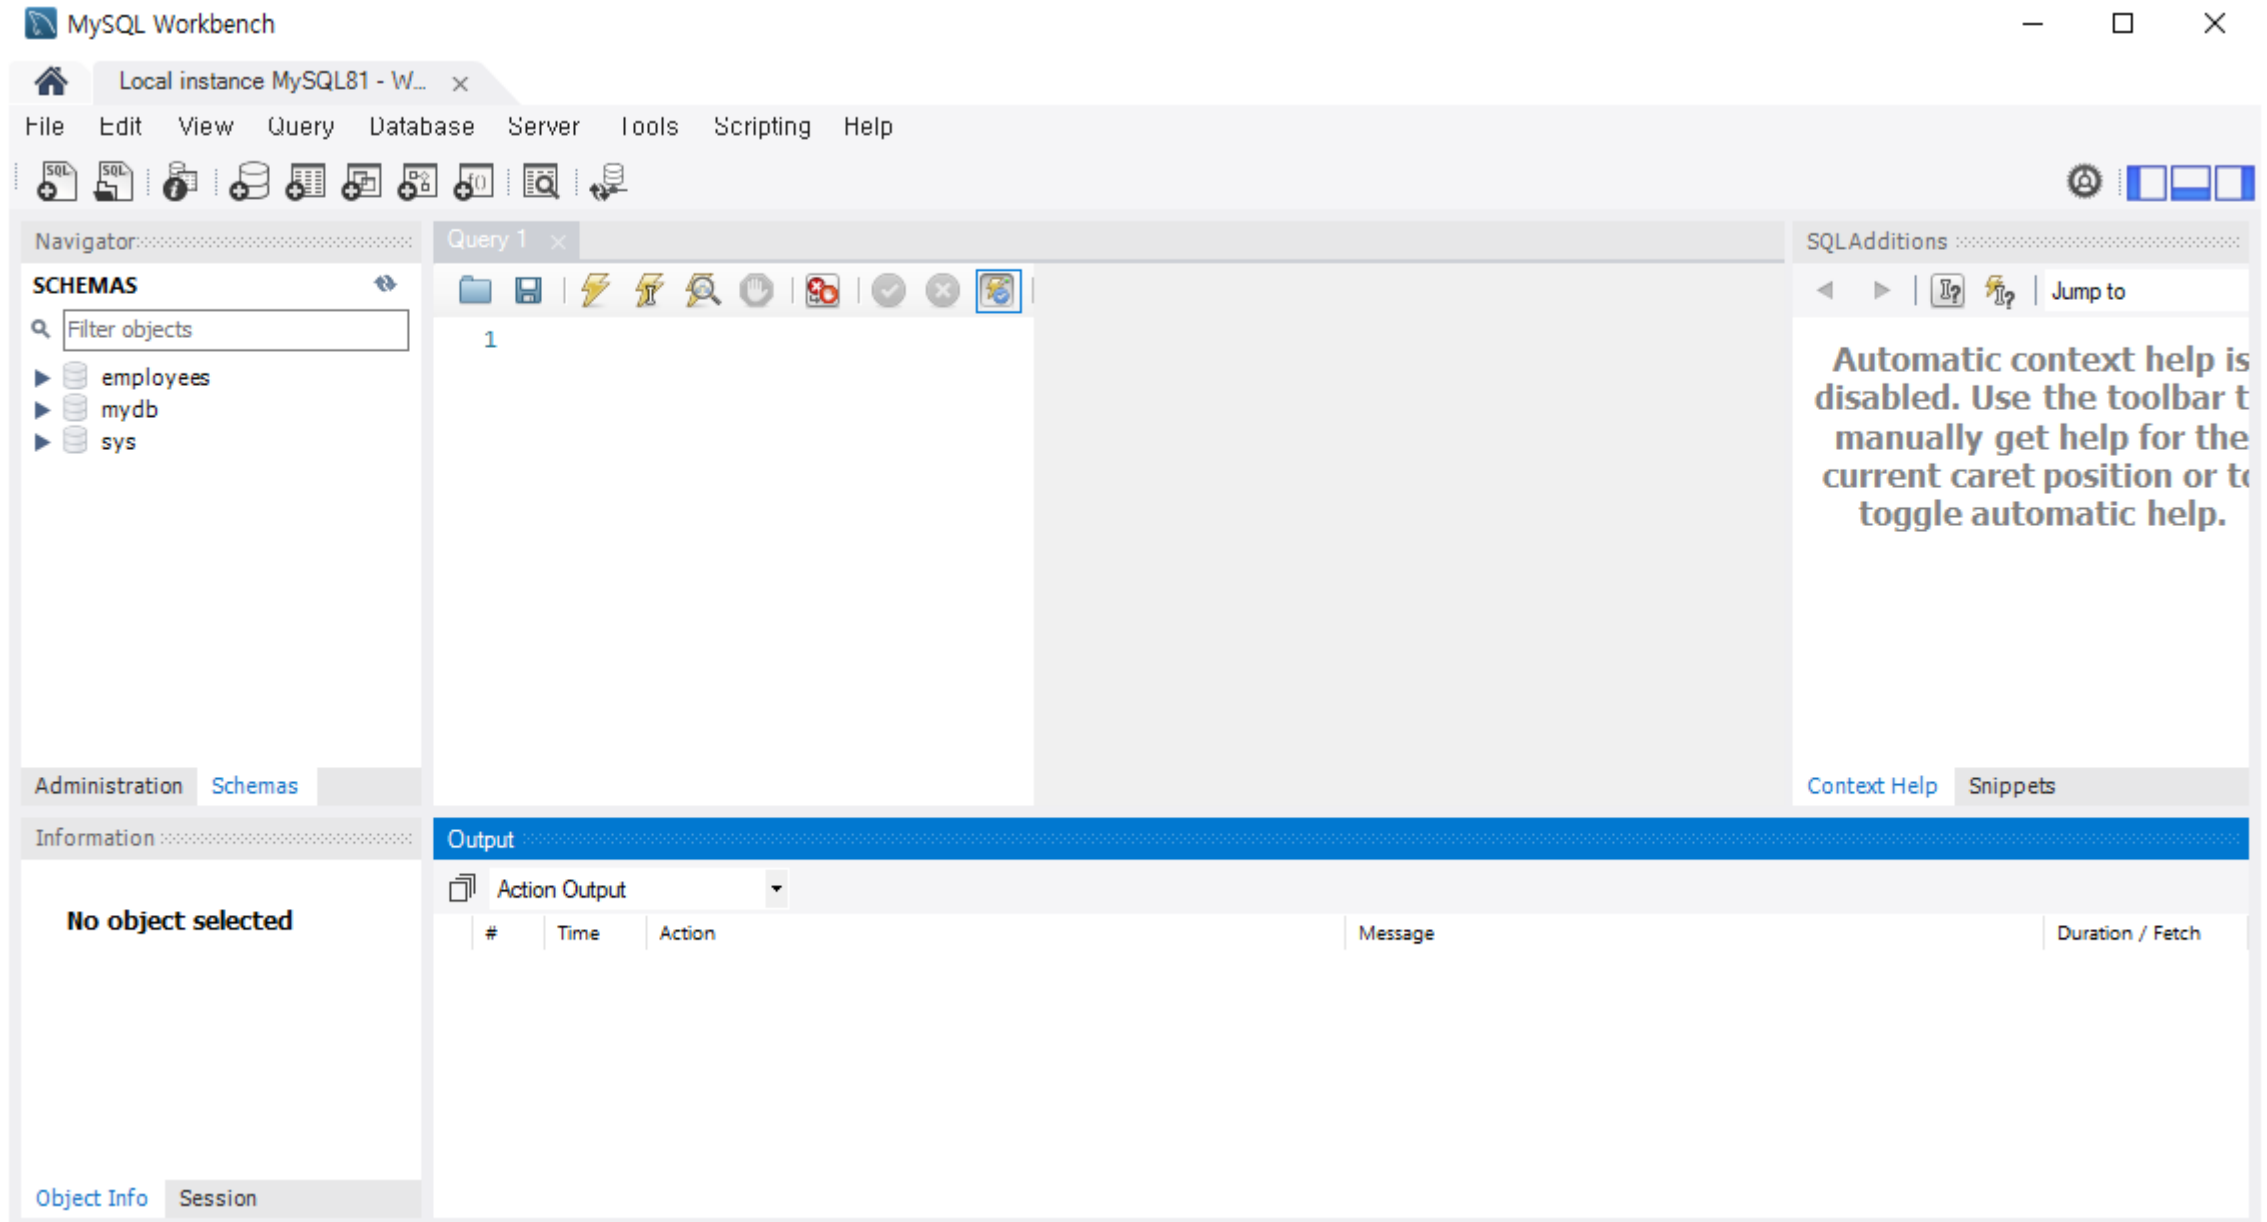 MySQL Workbench
Local instance MySQL81 - W...
File Edit View Query Database Server Tools Scripting Help
Navigator
SCHEMAS
Filter objects
employees
mydb
sys
Administration Schemas
Query 1
1
SQLAdditions
Jump to
Automatic context help is
disabled. Use the toolbar t
manually get help for the
current caret position or to
toggle automatic help.
Context Help Snippets
Information
No object selected
Object Info Session
Output
Action Output
# Time Action Message Duration / Fetch